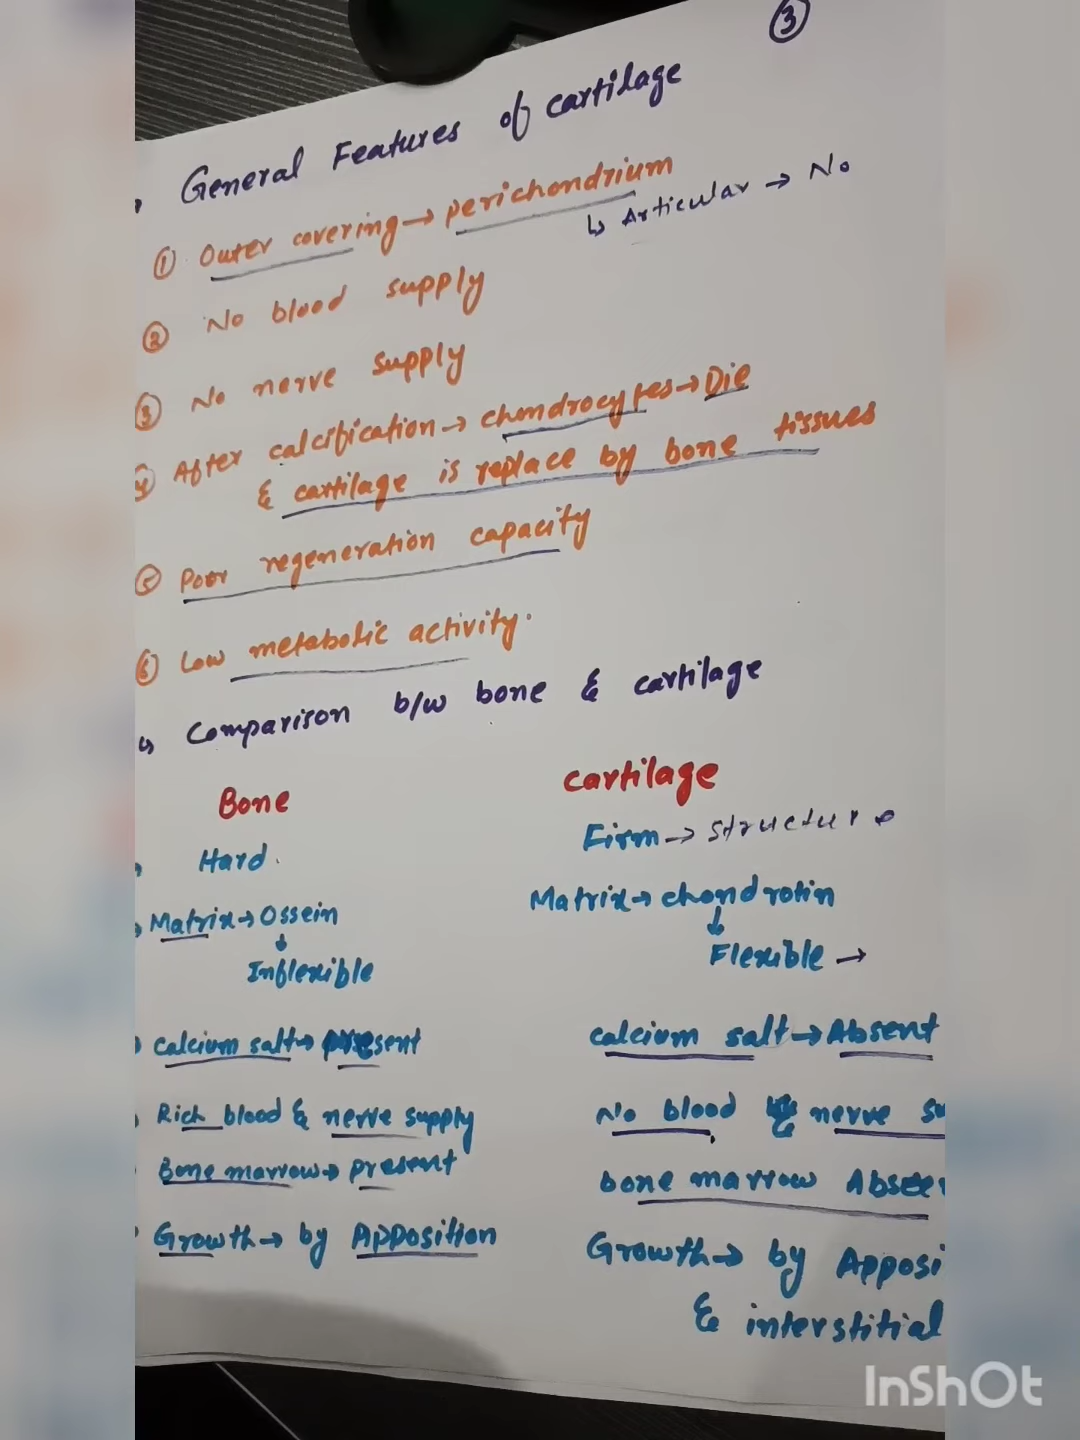 3
General Features of cartilage
① Outer covering → perichondrium
↳ Articular → No
② No blood supply
③ No nerve supply
④ After calcification → chondrocytes → Die
& cartilage is replace by bone tissues
⑤ Poor regeneration capacity
⑥ Low metabolic activity.
↳ Comparison b/w bone & cartilage
Bone
Cartilage
Hard
Firm → structure
Matrix → Ossein
Matrix → chondrotin
↓
↓
Inflexible
Flexible →
calcium salt → present
calcium salt → Absent
Rich blood & nerve supply
No blood & nerve su
Bone marrow → present
bone marrow Absen
Growth → by Apposition
Growth → by Apposi
& interstitial
InShOt